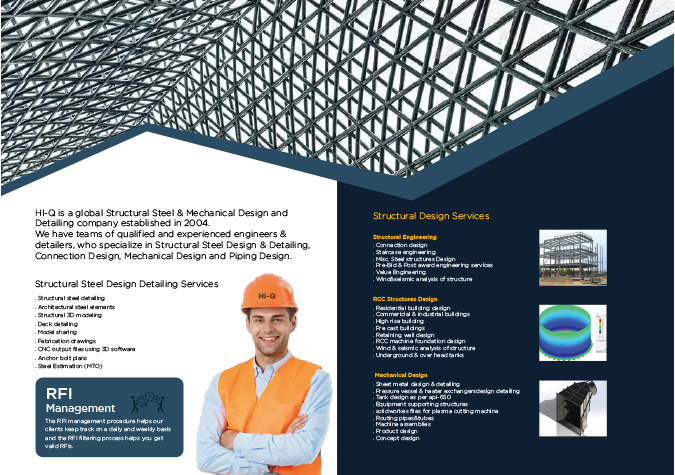 HI-Q is a global Structural Steel & Mechanical Design and
Detailing company established in 2004.
We have teams of qualified and experienced engineers &
detailers, who specialize in Structural Steel Design & Detailing,
Connection Design, Mechanical Design and Piping Design.
Structural Steel Design Detailing Services
. Structural steel detailing
. Architectural steel elements
. Structural 3D modeling
. Deck detailing
. Model sharing
. Fabrication drawings
. CNC output files using 3D software
. Anchor bolt plans
. Steel Estimation (MTO)
RFI
Management
The RFI management procedure helps our
clients keep track on a daily and weekly basis
and the RFI filtering process helps you get
valid RFIs.
HI-Q
Structural Design Services
Structural Engineering
. Connection design
. Staircase engineering
. Misc. Steel structures Design
. Pre-Bild & Post award engineering services
. Value Engineering
. Wind&seismic analysis of structure
RCC Structures Design
. Residential building design
. Commericial & industrial buildings
. High rise building
. Pre cast buildings
. Retaining wall design
. RCC machine foundation design
. Wind & seismic analysis of structure
. Underground & over head tanks
Mechanical Design
. Sheet metal design & detailing
. Pressure vessel & heater exchangersdesign detailing
. Tank design as per api-650
. Equipment supporting structures
. solidworkes files for plasma cutting machine
. Routing pipes&tubes
. Machine assemblies
. Product design
. Concept design